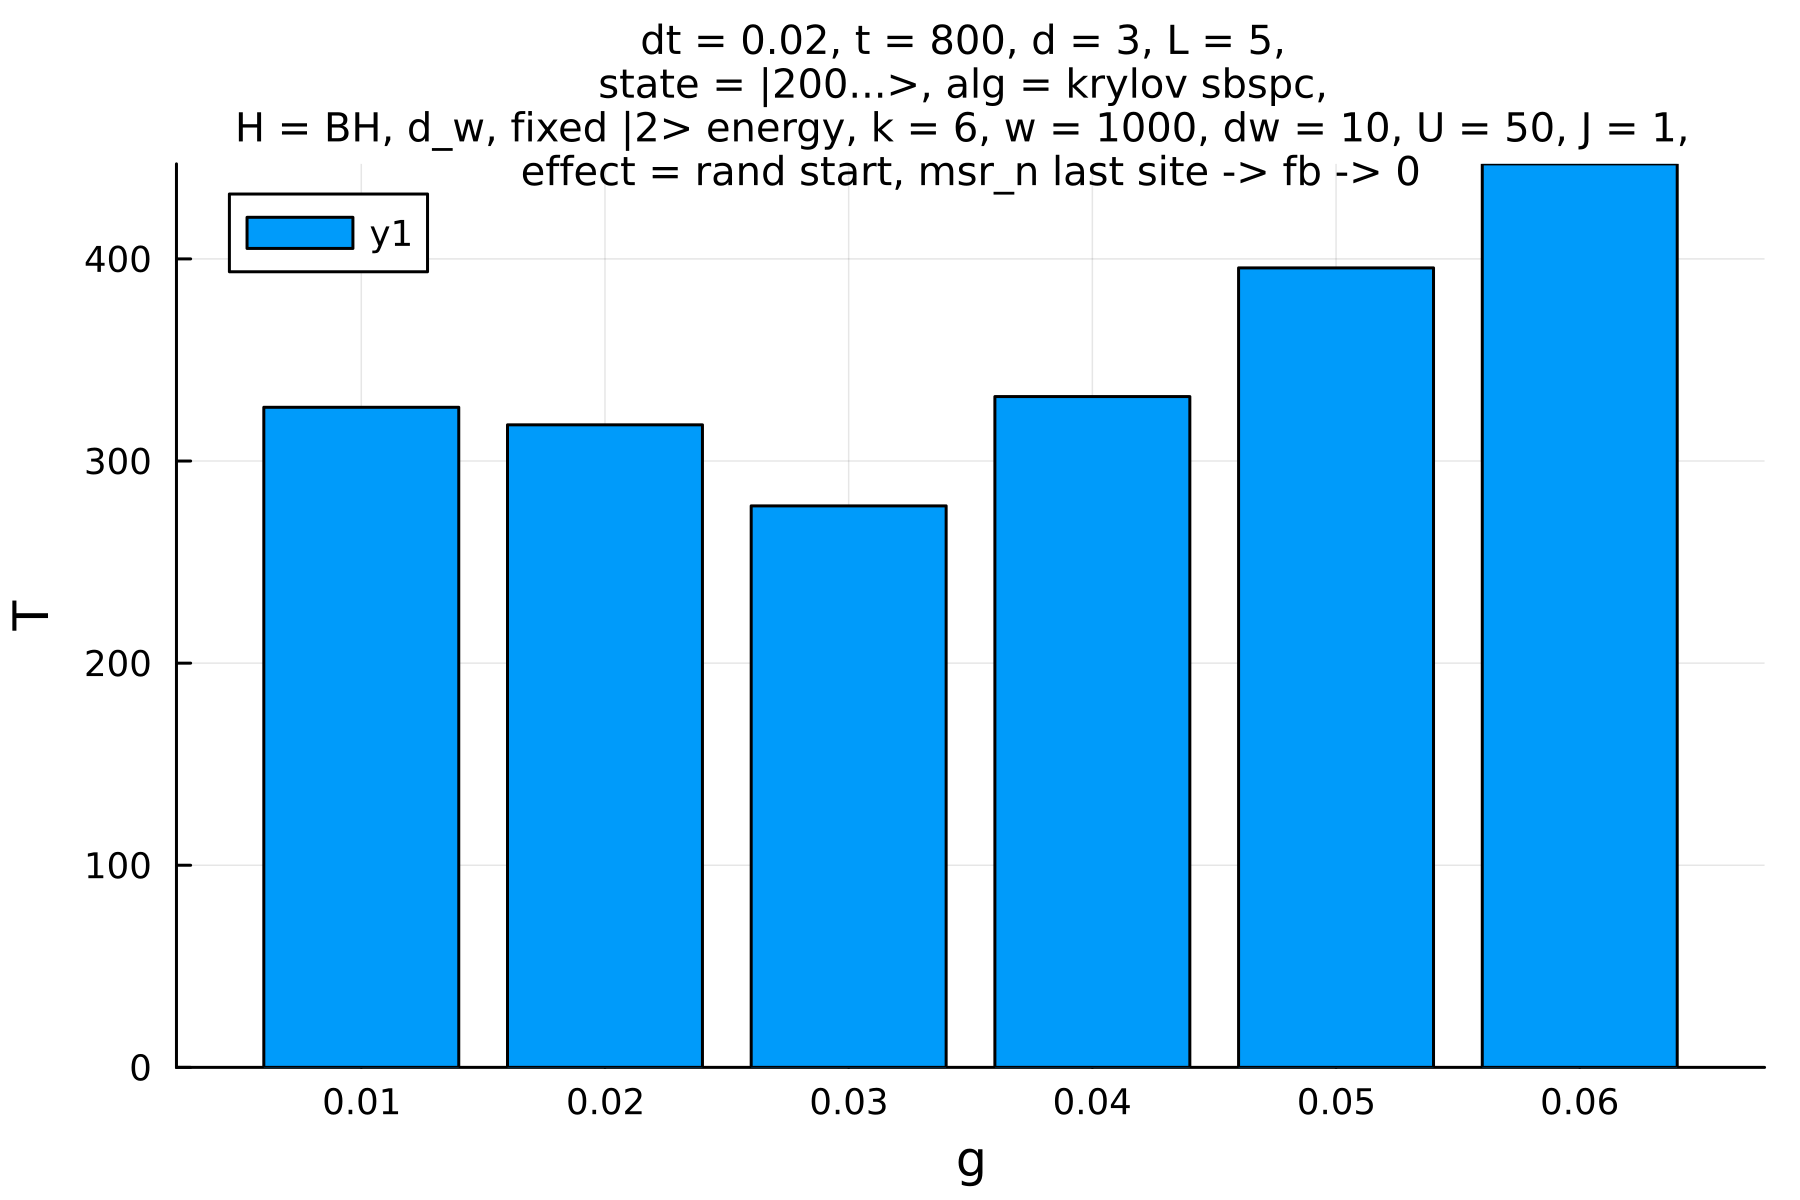 dt = 0.02, t = 800, d = 3, L = 5,
state = |200...>, alg = krylov sbspc,
H = BH, d_w, fixed |2> energy, k = 6, w = 1000, dw = 10, U = 50, J = 1,
effect = rand start, msr_n last site -> fb -> 0
y1
400
300
200
100
0
T
0.01 0.02 0.03 0.04 0.05 0.06
g